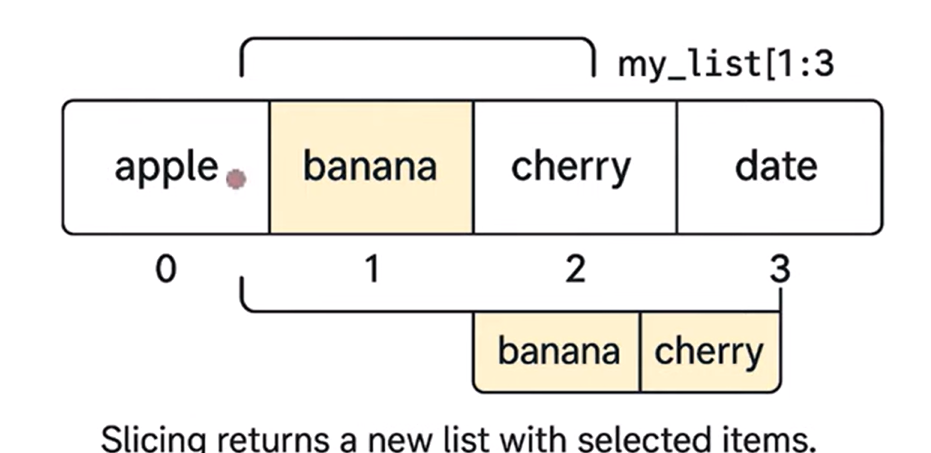 my_list[1:3
apple banana cherry date
0 1 2 3
banana cherry
Slicing returns a new list with selected items.